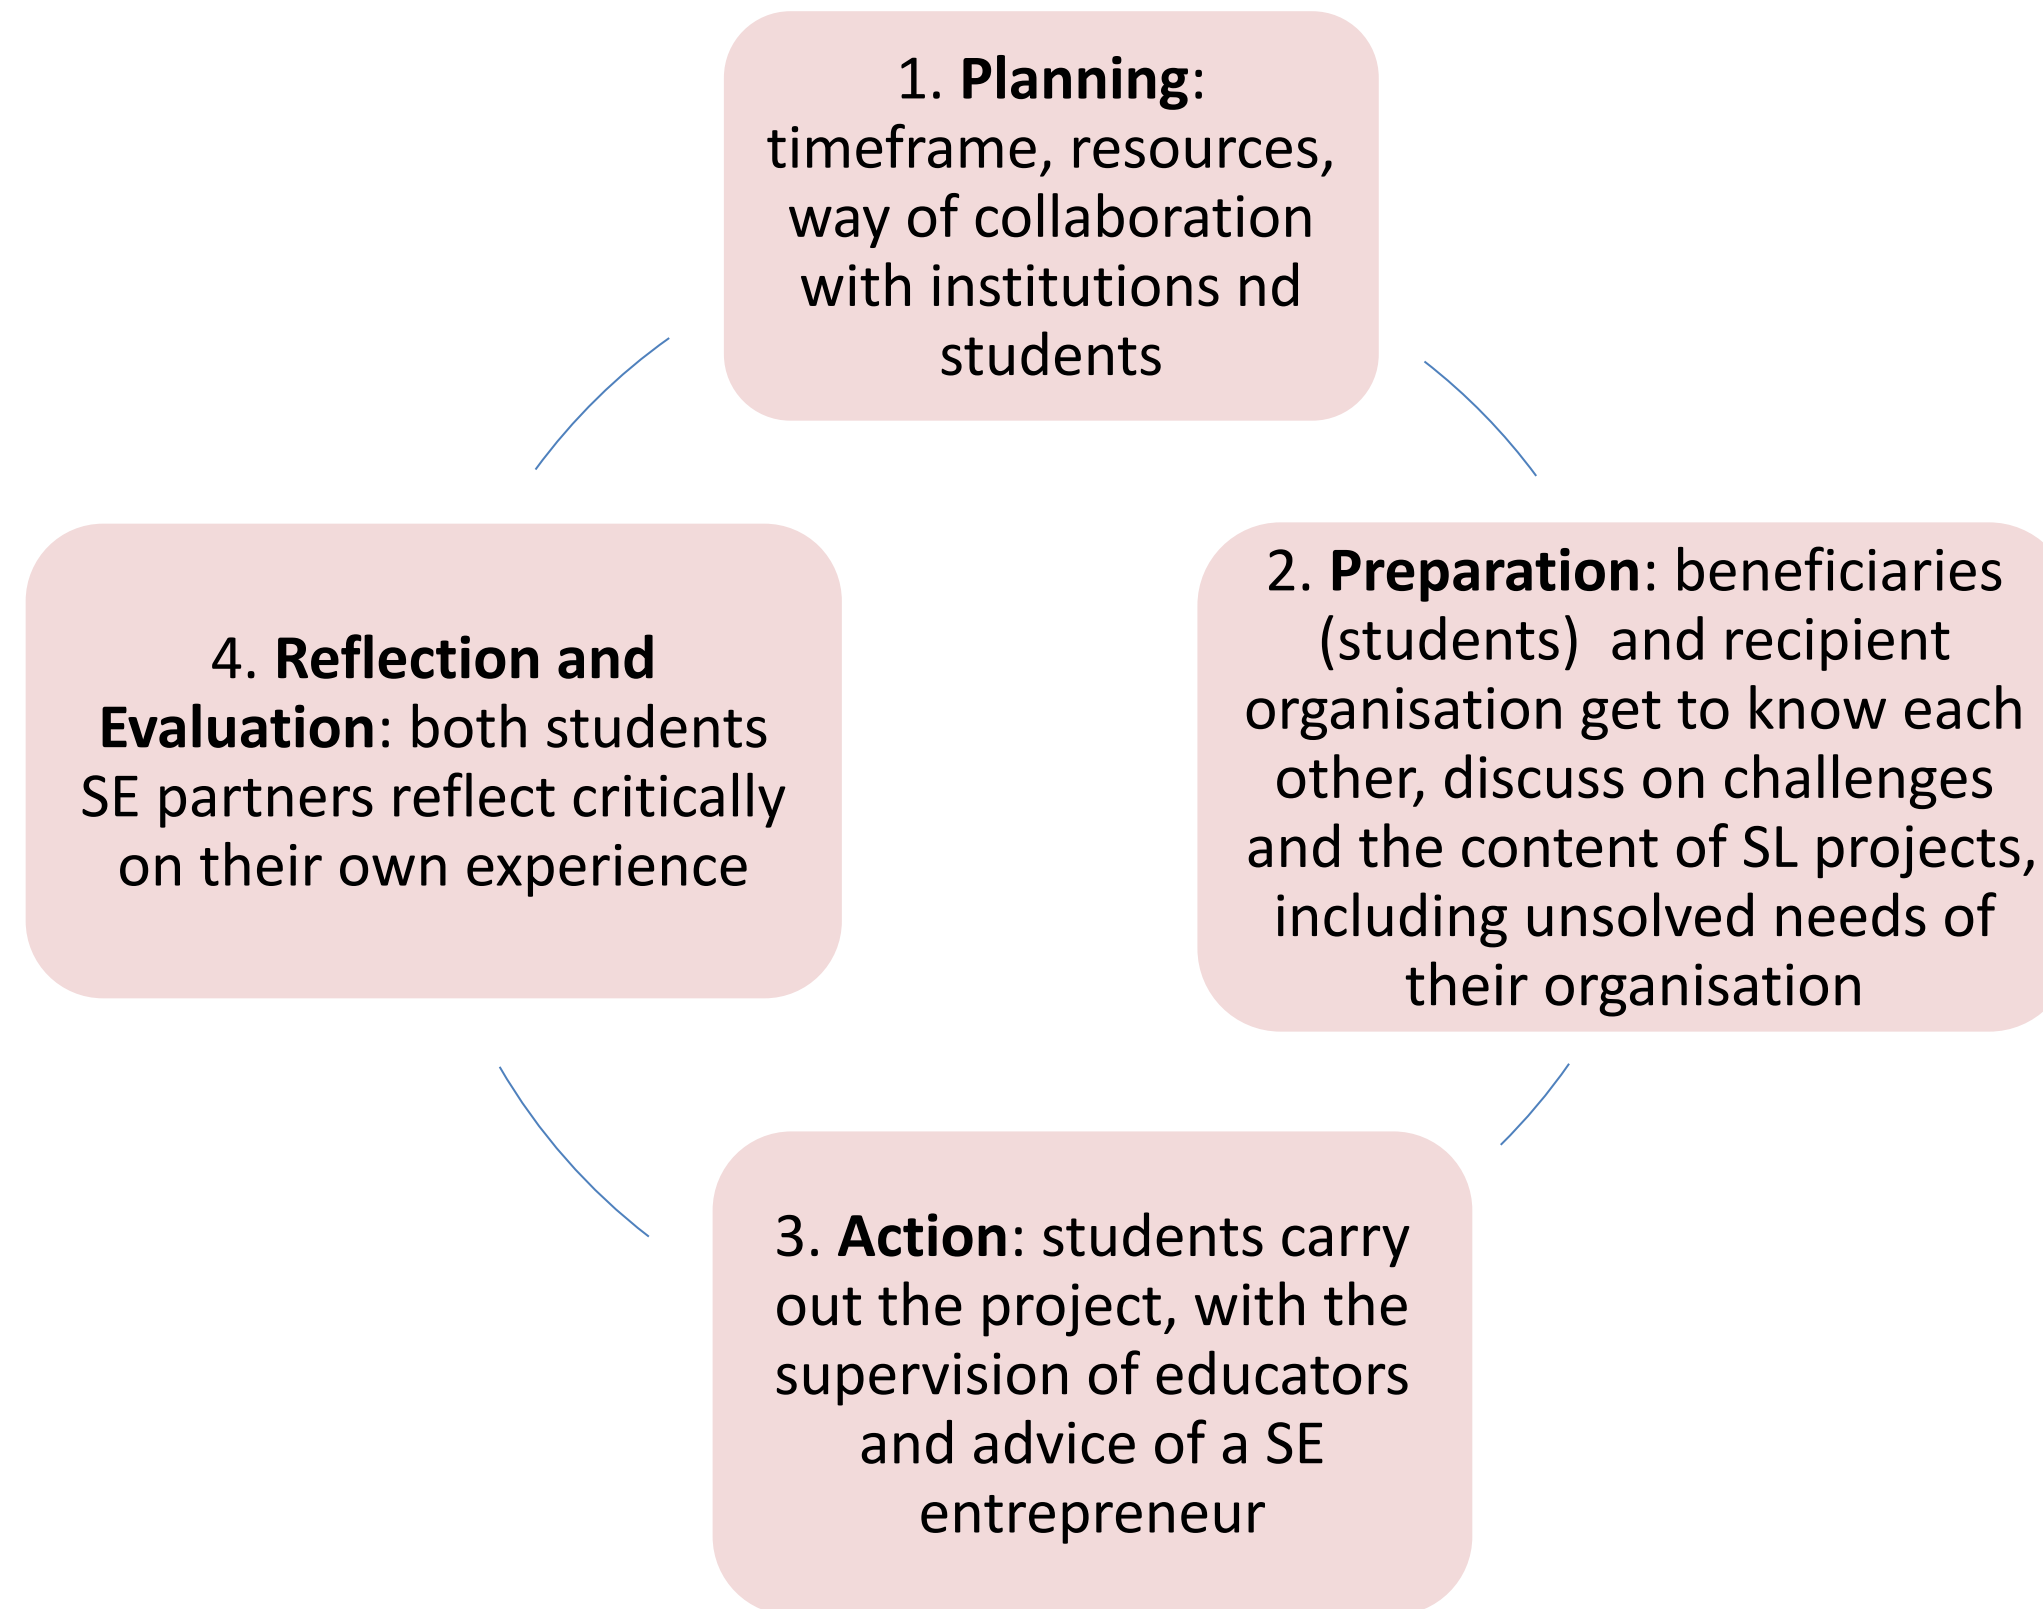 1. Planning:
timeframe, resources,
way of collaboration
with institutions nd
students
2. Preparation: beneficiaries
(students)  and recipient
organisation get to know each
other, discuss on challenges
and the content of SL projects,
including unsolved needs of
their organisation
3. Action: students carry
out the project, with the
supervision of educators
and advice of a SE
entrepreneur
4. Reflection and
Evaluation: both students
SE partners reflect critically
on their own experience